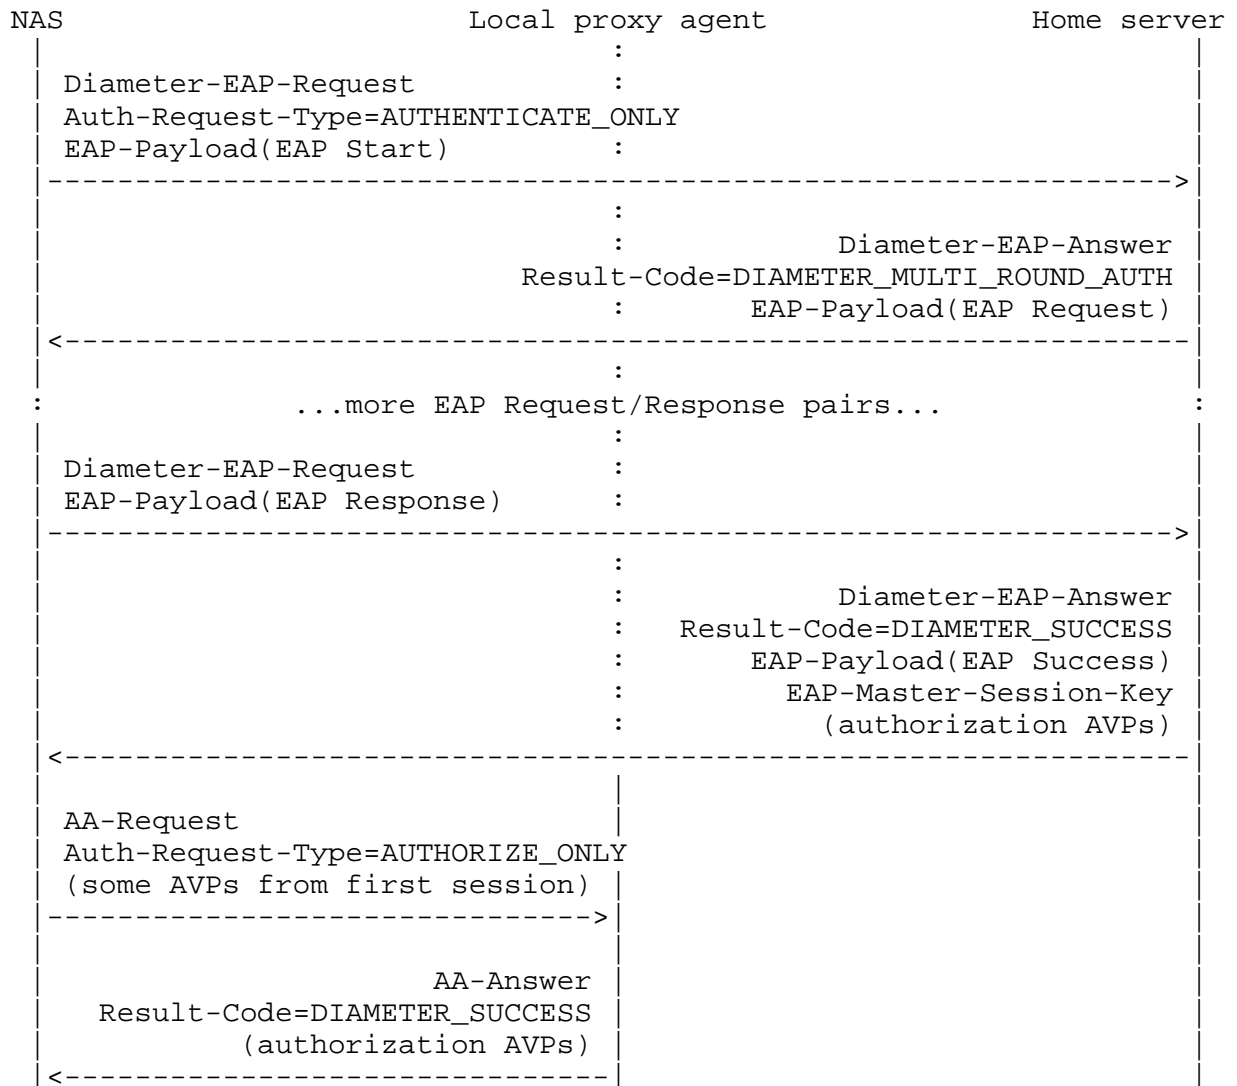 NAS Local proxy agent Home server
Diameter-EAP-Request
Auth-Request-Type=AUTHENTICATE_ONLY
EAP-Payload(EAP Start)
Diameter-EAP-Answer
Result-Code=DIAMETER_MULTI_ROUND_AUTH
EAP-Payload(EAP Request)
...more EAP Request/Response pairs...
Diameter-EAP-Request
EAP-Payload(EAP Response)
Diameter-EAP-Answer
Result-Code=DIAMETER_SUCCESS
EAP-Payload(EAP Success)
EAP-Master-Session-Key
(authorization AVPs)
AA-Request
Auth-Request-Type=AUTHORIZE_ONLY
(some AVPs from first session)
AA-Answer
Result-Code=DIAMETER_SUCCESS
(authorization AVPs)